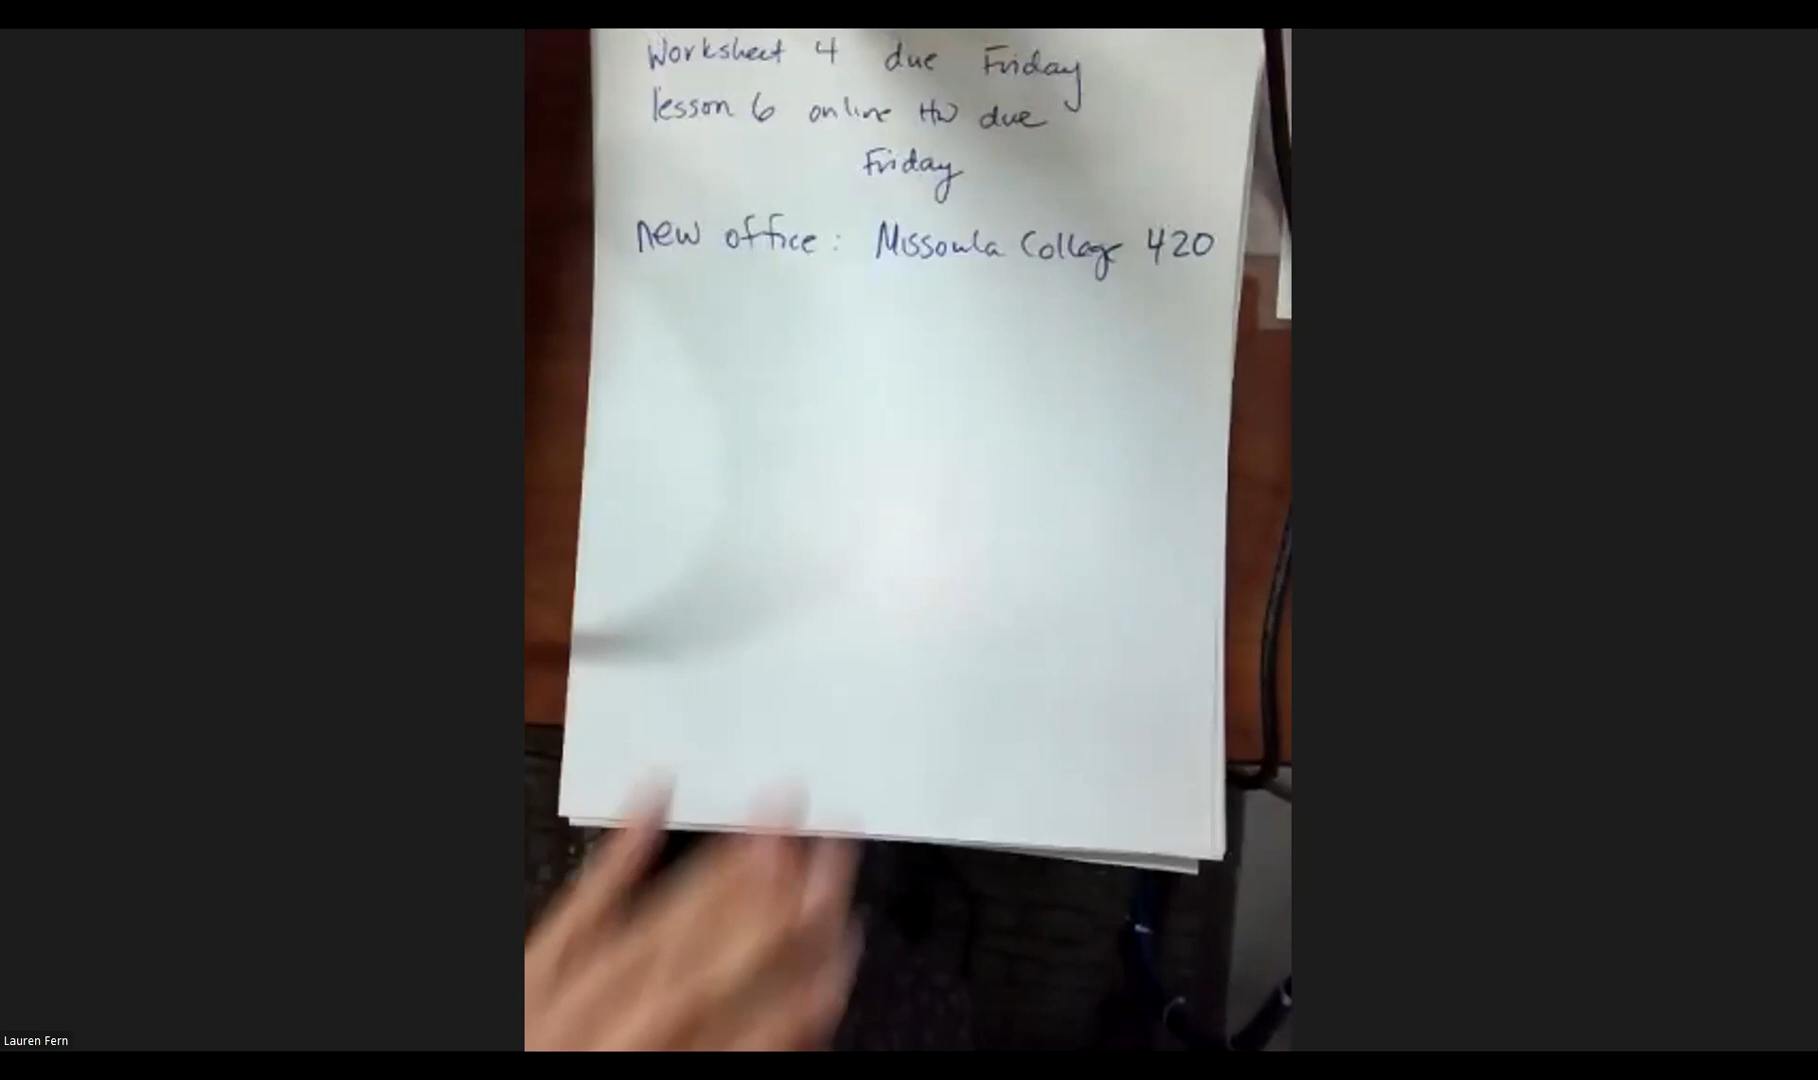 Worksheet 4 due Friday
lesson 6 online HW due
Friday
new office: Missoula College 420
Lauren Fern